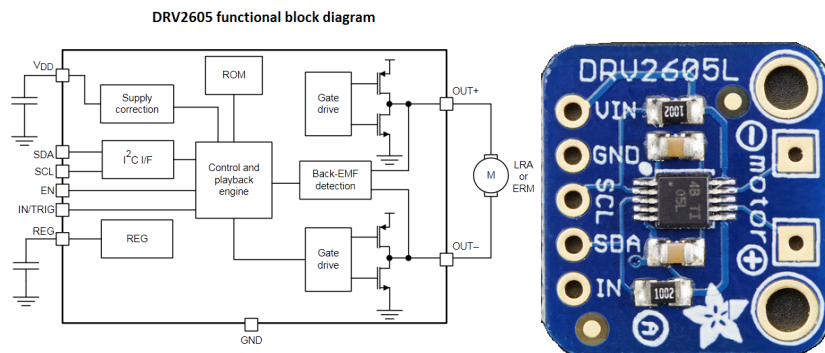 DRV2605 functional block diagram
VDD
Supply
correction
ROM
Gate
drive
OUT+
SDA
SCL
I2C I/F
EN
IN/TRIG
Control and
playback
engine
Back-EMF
detection
M
LRA
or
ERM
REG
REG
Gate
drive
OUT–
GND
DRV2605L
VIN
1002
GND
SCL
4B TI
05L
SDA
IN
1002
A
- motor +